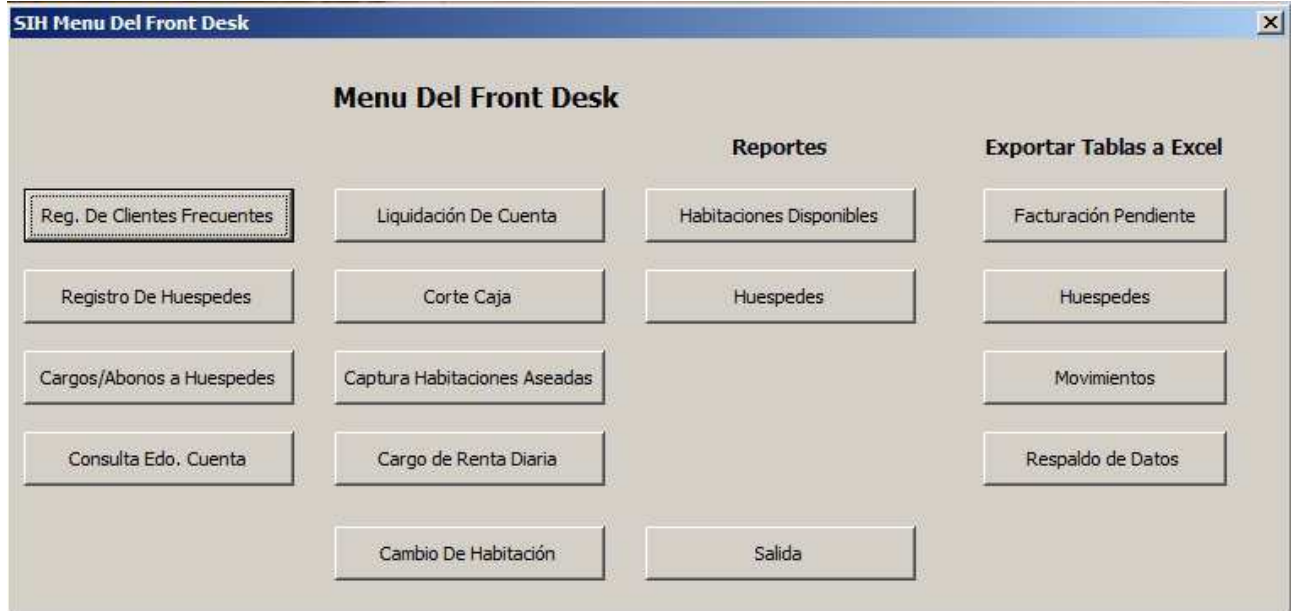 SIH Menu Del Front Desk
Menu Del Front Desk
Reportes
Exportar Tablas a Excel
Reg. De Clientes Frecuentes
Liquidación De Cuenta
Habitaciones Disponibles
Facturación Pendiente
Registro De Huespedes
Corte Caja
Huespedes
Huespedes
Cargos/Abonos a Huespedes
Captura Habitaciones Aseadas
Movimientos
Consulta Edo. Cuenta
Cargo de Renta Diaria
Respaldo de Datos
Cambio De Habitación
Salida